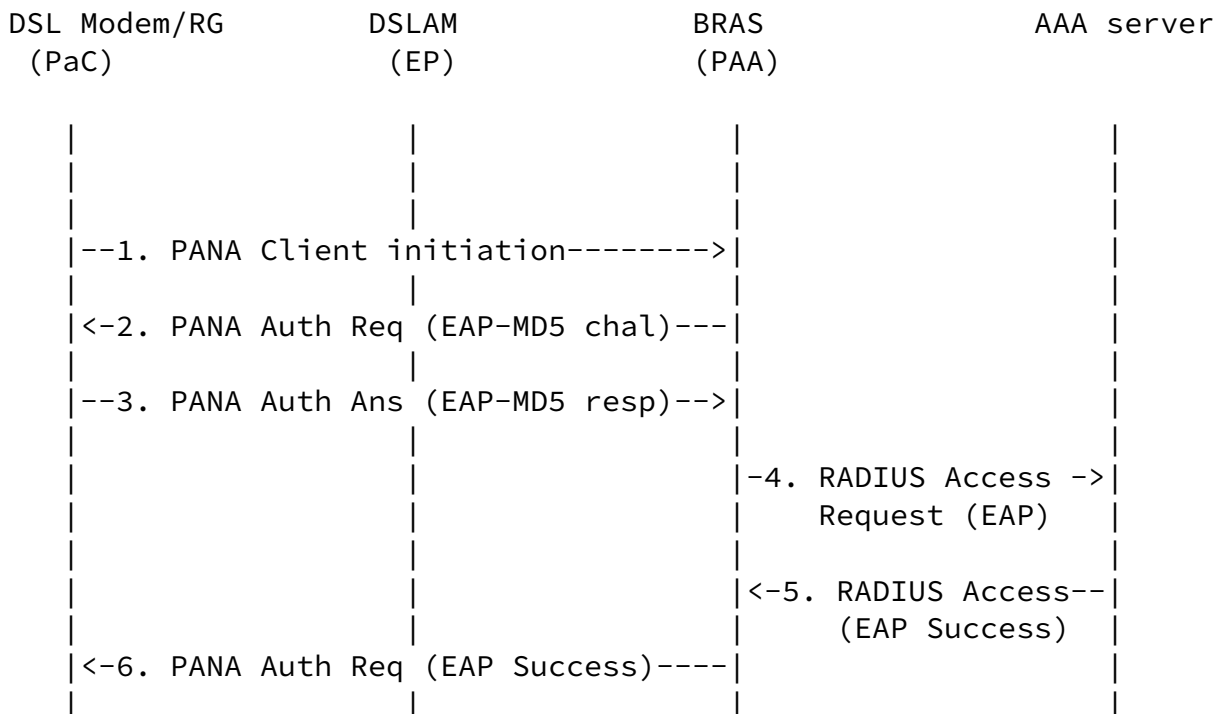 DSL Modem/RG DSLAM BRAS AAA server
(PaC) (EP) (PAA)
--1. PANA Client initiation-------->
<-2. PANA Auth Req (EAP-MD5 chal)---
--3. PANA Auth Ans (EAP-MD5 resp)-->
-4. RADIUS Access ->
Request (EAP)
<-5. RADIUS Access--
(EAP Success)
<-6. PANA Auth Req (EAP Success)----